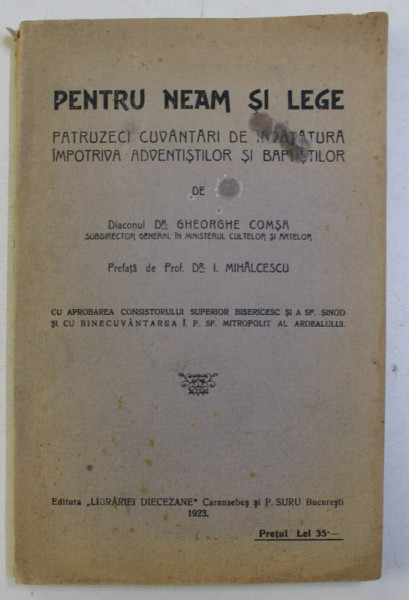 PENTRU NEAM ȘI LEGE
PATRUZECI CUVÂNTĂRI DE ÎNVĂȚĂTURĂ
ÎMPOTRIVA ADVENTIȘTILOR ȘI BAPTIȘTILOR
DE
Diaconul DR. GHEORGHE COMȘA
SUBDIRECTOR GENERAL ÎN MINISTERUL CULTELOR ȘI ARTELOR
Prefață de Prof. DR. I. MIHĂLCESCU
CU APROBAREA CONSISTORULUI SUPERIOR BISERICESC ȘI A SF. SINOD
ȘI CU BINECUVÂNTAREA Î. P. SF. MITROPOLIT AL ARDEALULUI.
Editura „LIBRĂRIEI DIECEZANE" Caransebeș și P. SURU București
1923.
Prețul Lei 35·—